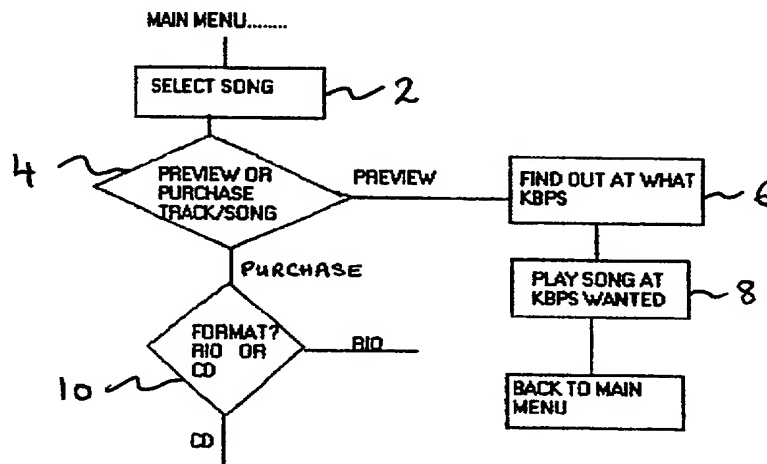 MAIN MENU........
SELECT SONG
2
4
PREVIEW OR
PURCHASE
TRACK/SONG
PREVIEW
FIND OUT AT WHAT
KBPS
6
PURCHASE
PLAY SONG AT
KBPS WANTED
8
FORMAT?
RIO OR
CD
RIO
10
BACK TO MAIN
MENU
CD